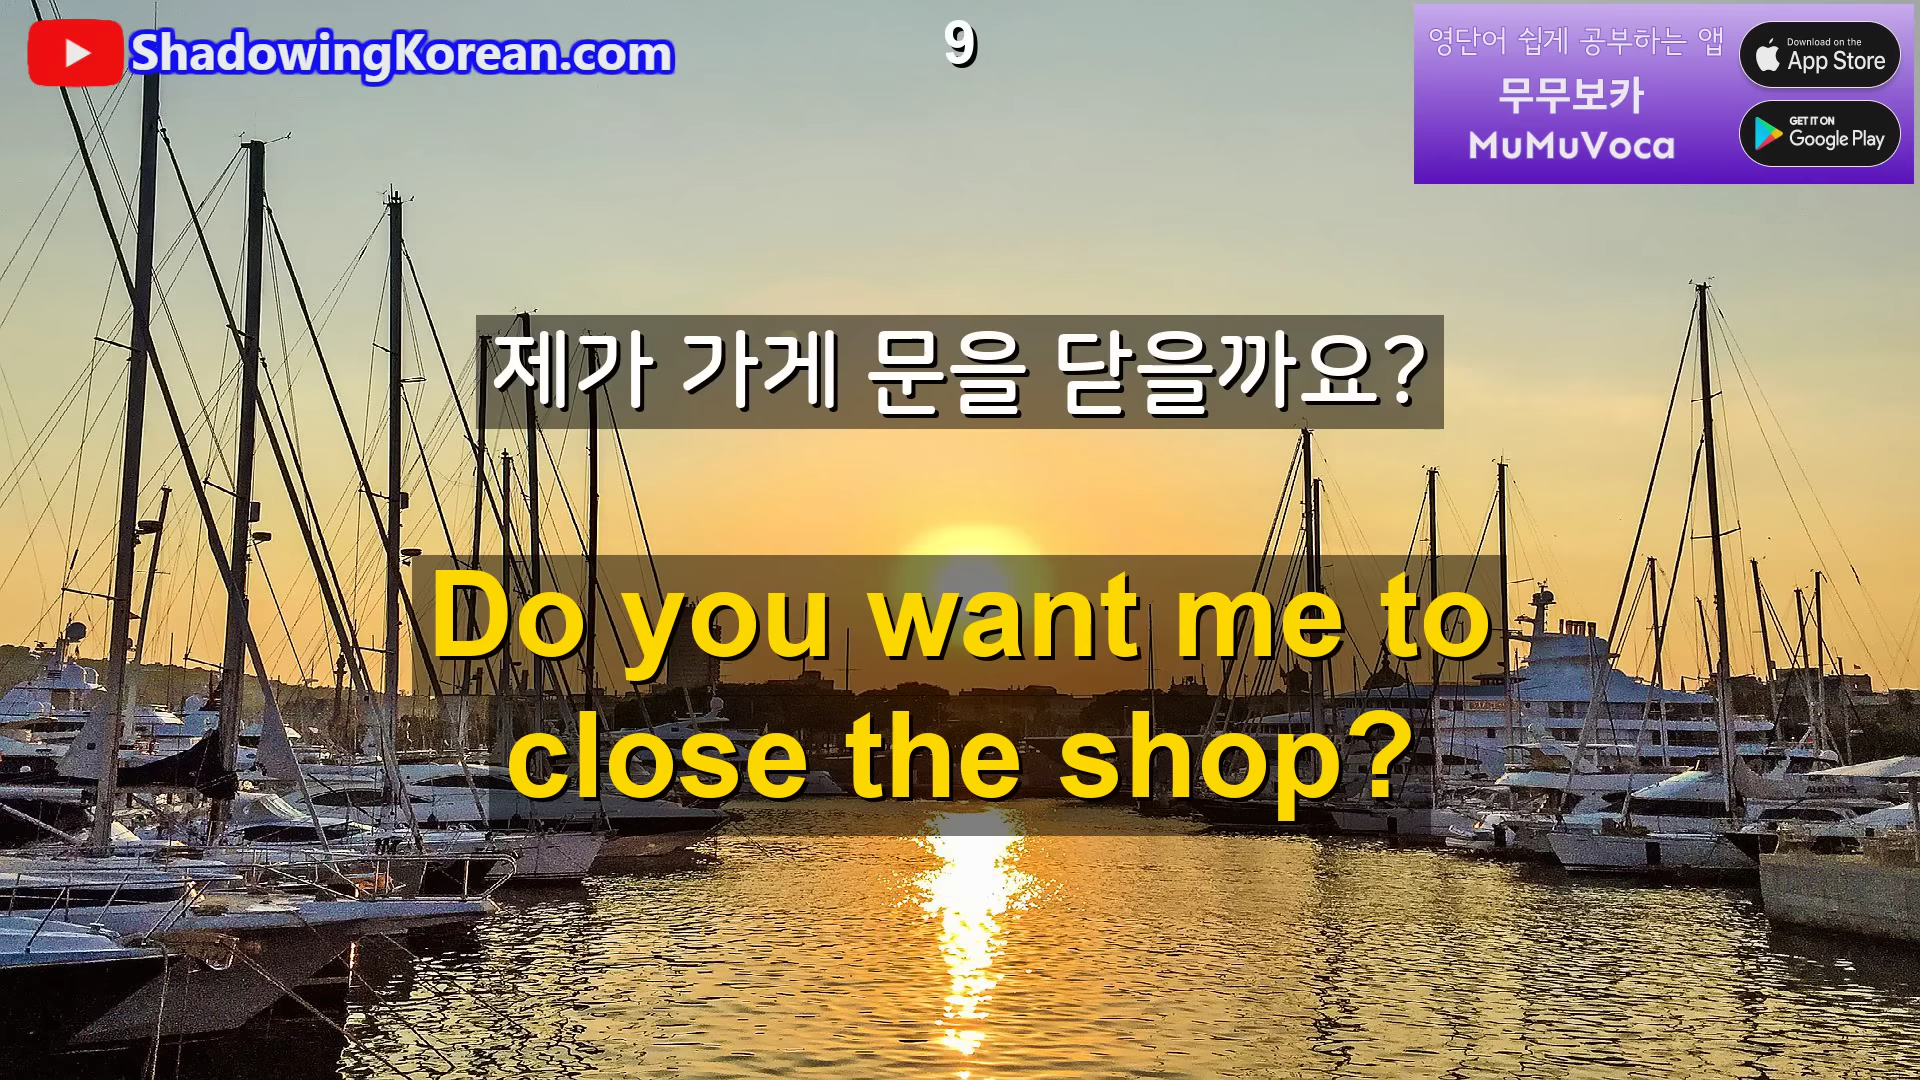 ShadowingKorean.com
9
영단어 쉽게 공부하는 앱
무무보카
MuMuVoca
Download on the
App Store
GET IT ON
Google Play
제가 가게 문을 닫을까요?
Do you want me to
close the shop?